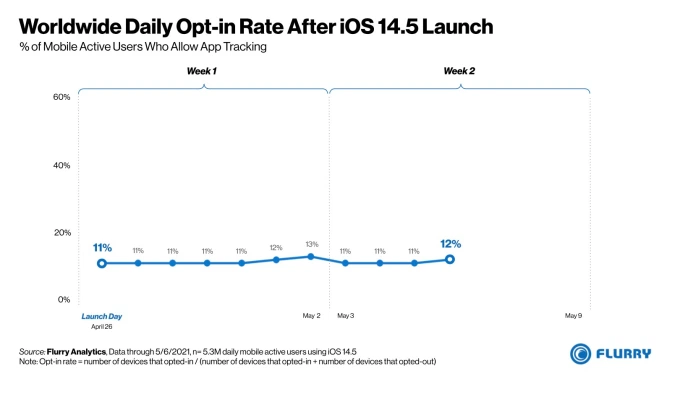 Worldwide Daily Opt-in Rate After iOS 14.5 Launch
% of Mobile Active Users Who Allow App Tracking
Week 1
Week 2
60%
40%
20%
0%
11%
11%
11%
11%
11%
12%
13%
11%
11%
11%
12%
Launch Day
April 26
May 2
May 3
May 9
Source: Flurry Analytics, Data through 5/6/2021, n= 5.3M daily mobile active users using iOS 14.5
Note: Opt-in rate = number of devices that opted-in / (number of devices that opted-in + number of devices that opted-out)
FLURRY